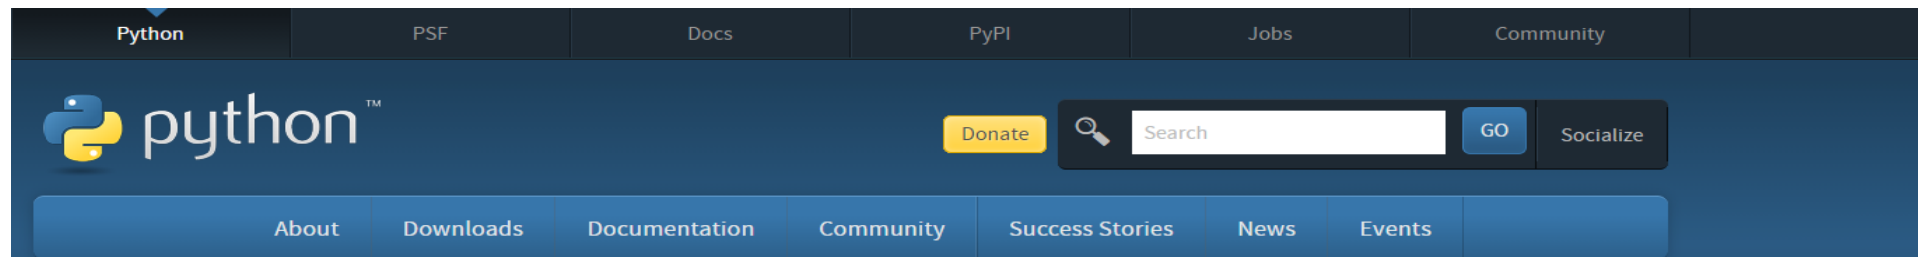 Python PSF Docs PyPI Jobs Community
python™ Donate Search GO Socialize
About Downloads Documentation Community Success Stories News Events